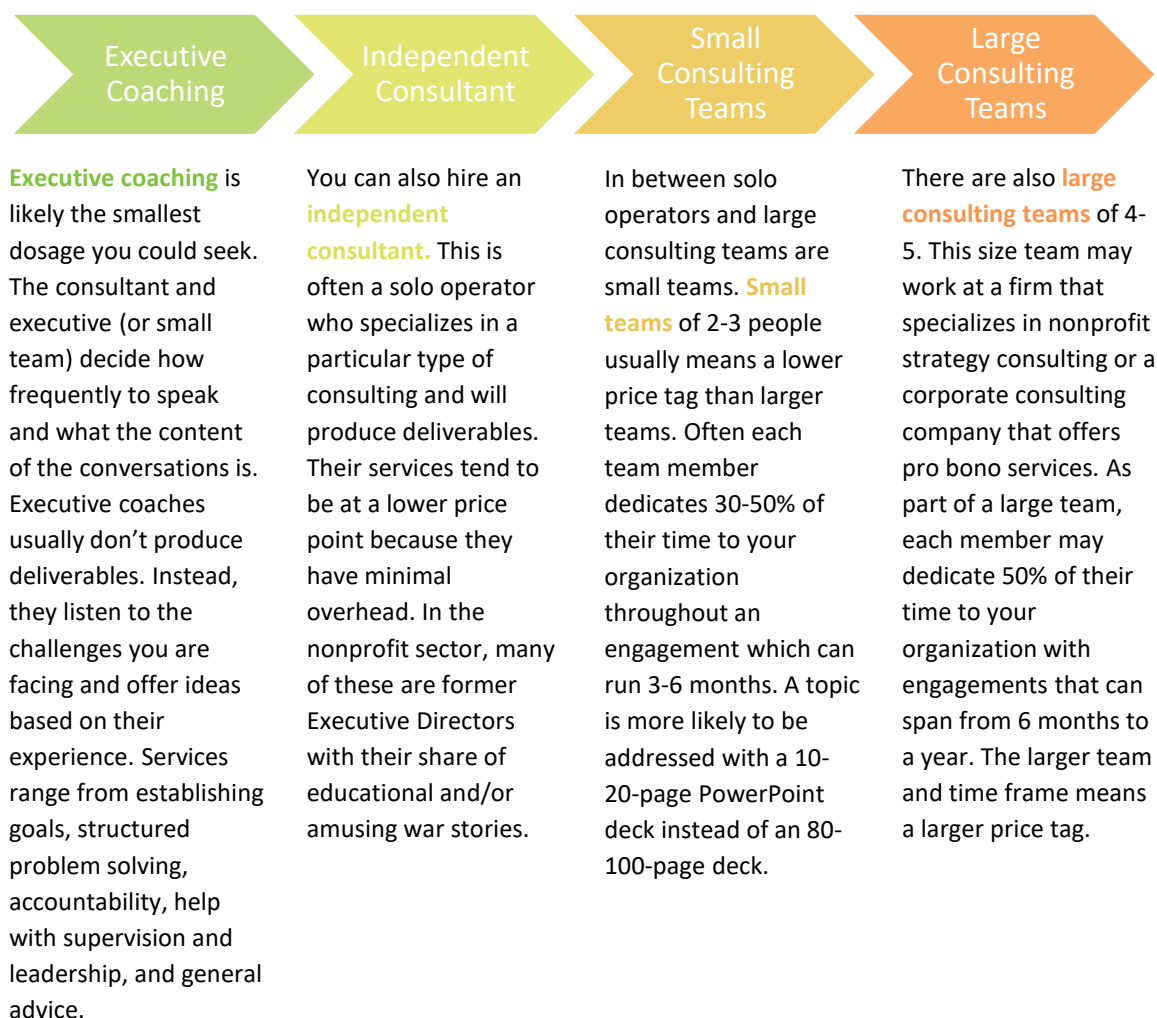 Executive
Coaching
Independent
Consultant
Small
Consulting
Teams
Large
Consulting
Teams
Executive coaching is
likely the smallest
dosage you could seek.
The consultant and
executive (or small
team) decide how
frequently to speak
and what the content
of the conversations is.
Executive coaches
usually don’t produce
deliverables. Instead,
they listen to the
challenges you are
facing and offer ideas
based on their
experience. Services
range from establishing
goals, structured
problem solving,
accountability, help
with supervision and
leadership, and general
advice.
You can also hire an
independent
consultant. This is
often a solo operator
who specializes in a
particular type of
consulting and will
produce deliverables.
Their services tend to
be at a lower price
point because they
have minimal
overhead. In the
nonprofit sector, many
of these are former
Executive Directors
with their share of
educational and/or
amusing war stories.
In between solo
operators and large
consulting teams are
small teams. Small
teams of 2-3 people
usually means a lower
price tag than larger
teams. Often each
team member
dedicates 30-50% of
their time to your
organization
throughout an
engagement which can
run 3-6 months. A topic
is more likely to be
addressed with a 10-
20-page PowerPoint
deck instead of an 80-
100-page deck.
There are also large
consulting teams of 4-
5. This size team may
work at a firm that
specializes in nonprofit
strategy consulting or a
corporate consulting
company that offers
pro bono services. As
part of a large team,
each member may
dedicate 50% of their
time to your
organization with
engagements that can
span from 6 months to
a year. The larger team
and time frame means
a larger price tag.